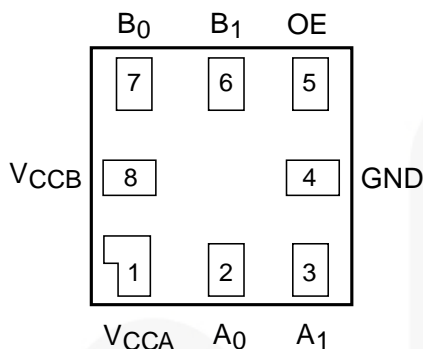 B0 B1 OE
7 6 5
VCCB 8 4 GND
1 2 3
VCCA A0 A1